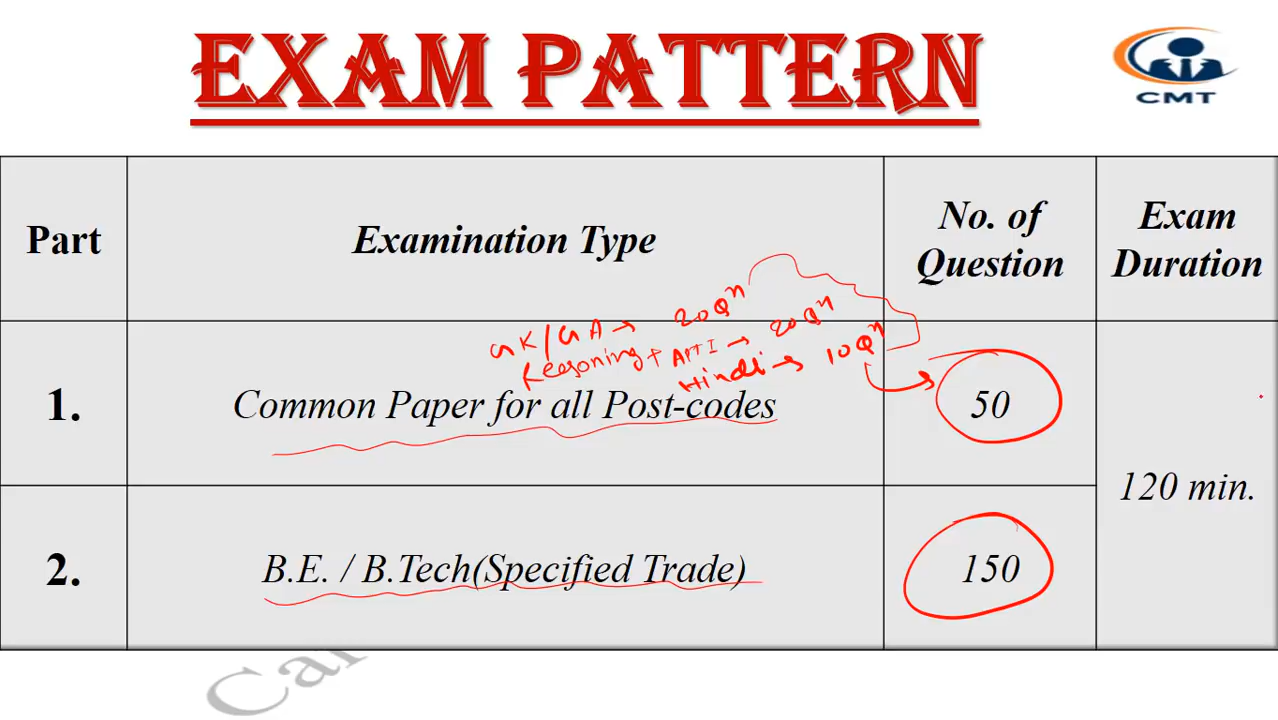 EXAM PATTERN
CMT
Part
Examination Type
No. of
Question
Exam
Duration
GK/GA → 20Qn
Reasoning + APTI → 20Qn
Hindi → 10Qn
1.
Common Paper for all Post-codes
50
120 min.
2.
B.E. / B.Tech(Specified Trade)
150